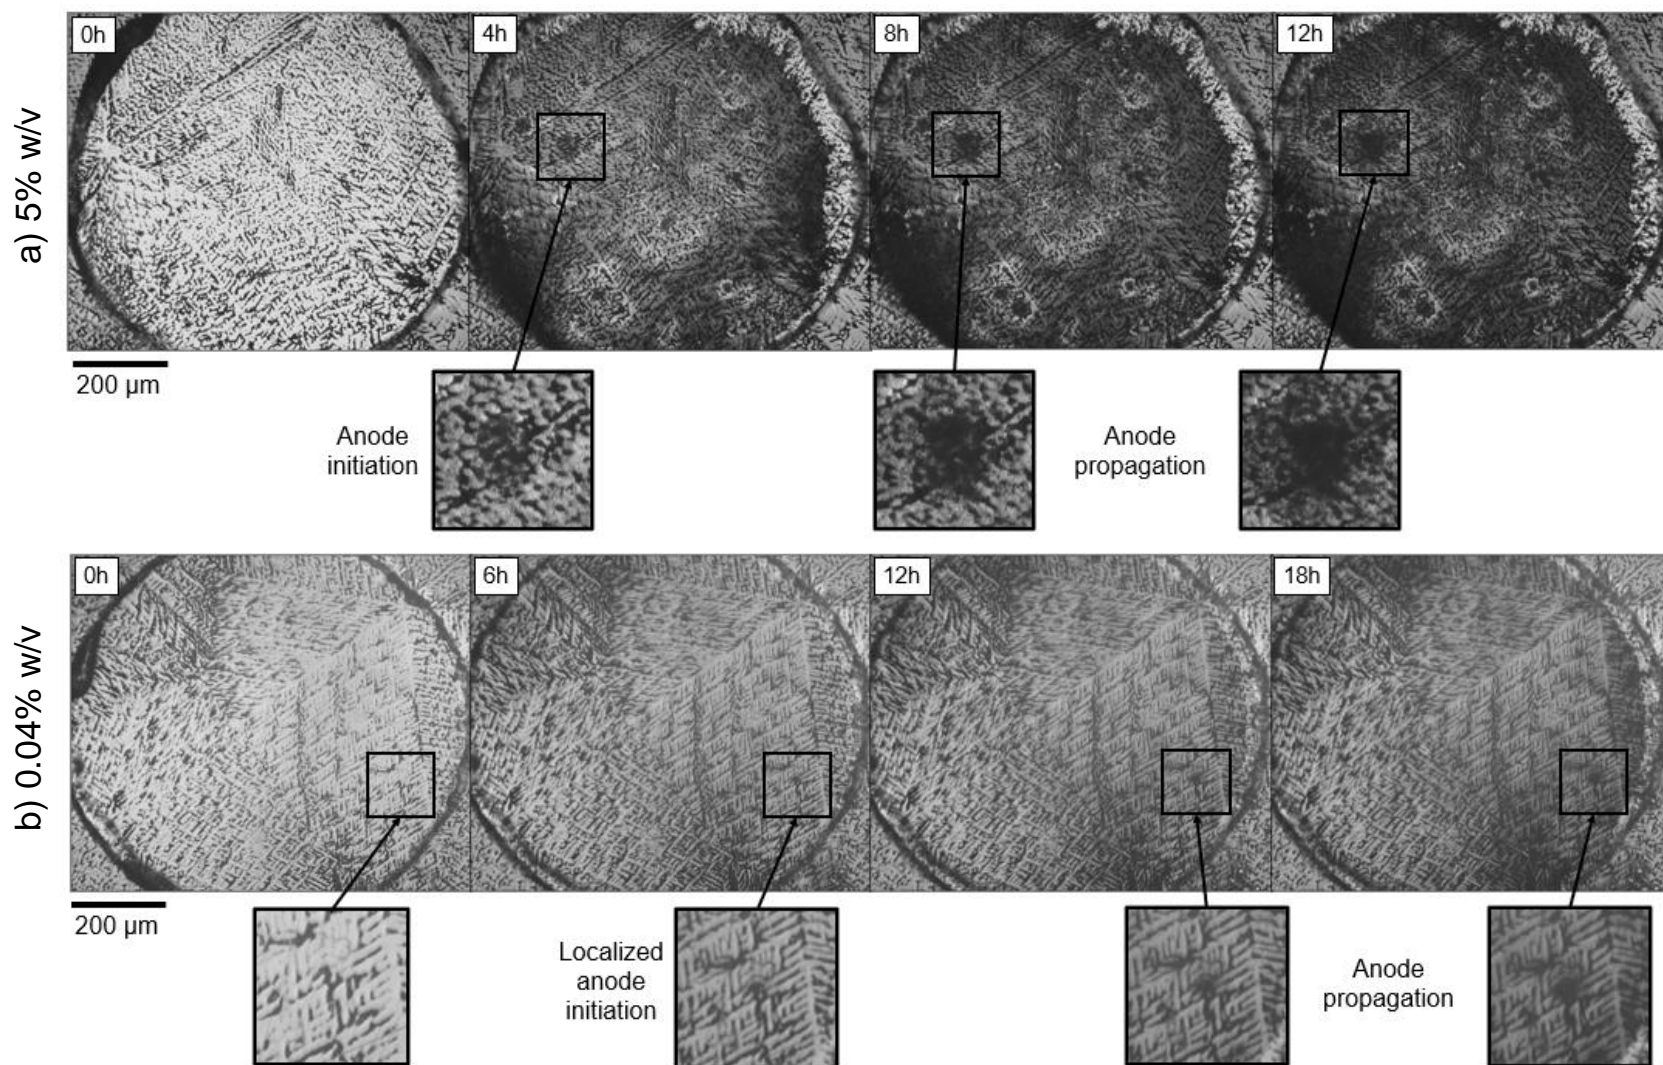 a) 5% w/v
0h
4h
8h
12h
200 µm
Anode
initiation
Anode
propagation
b) 0.04% w/v
0h
6h
12h
18h
200 µm
Localized
anode
initiation
Anode
propagation